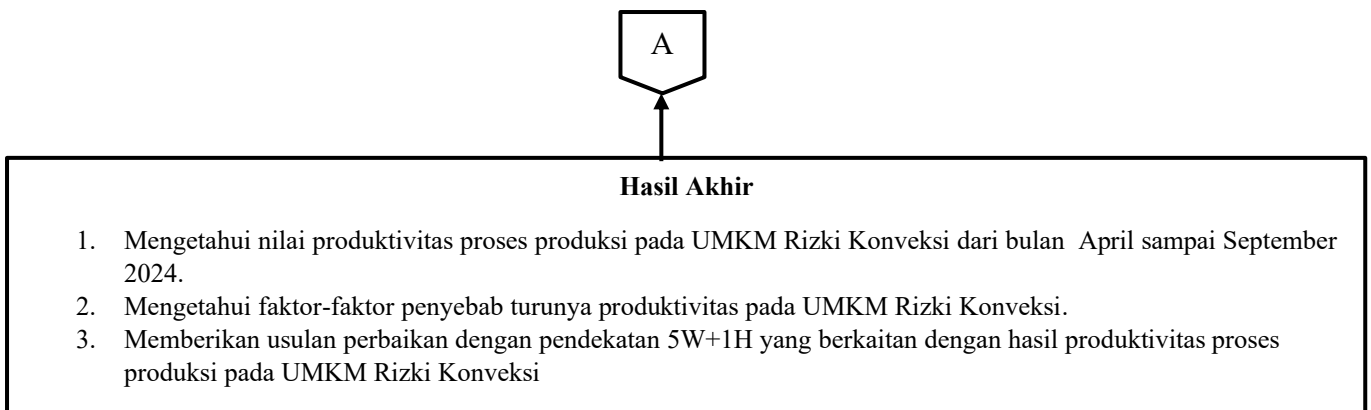 A
Hasil Akhir
1. Mengetahui nilai produktivitas proses produksi pada UMKM Rizki Konveksi dari bulan April sampai September
2024.
2. Mengetahui faktor-faktor penyebab turunya produktivitas pada UMKM Rizki Konveksi.
3. Memberikan usulan perbaikan dengan pendekatan 5W+1H yang berkaitan dengan hasil produktivitas proses
produksi pada UMKM Rizki Konveksi